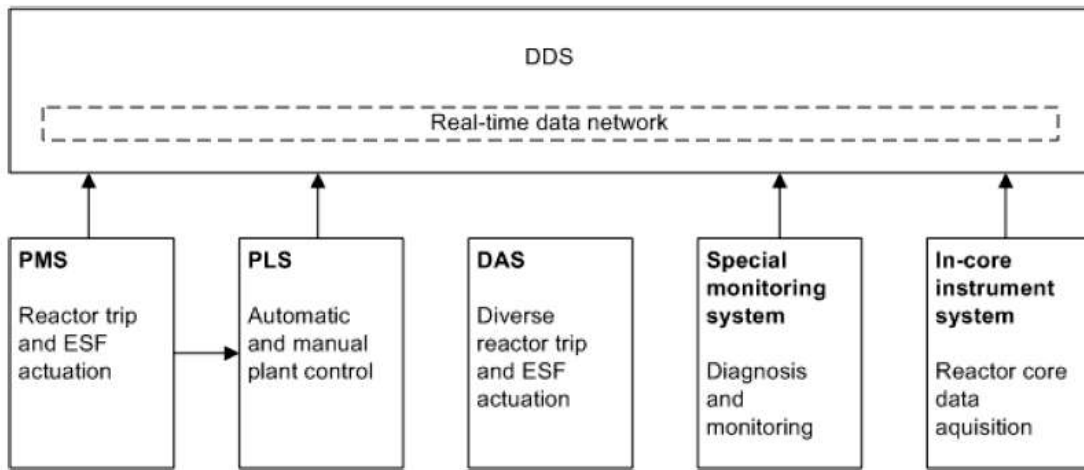 DDS
Real-time data network
PMS
Reactor trip
and ESF
actuation
PLS
Automatic
and manual
plant control
DAS
Diverse
reactor trip
and ESF
actuation
Special
monitoring
system
Diagnosis
and
monitoring
In-core
instrument
system
Reactor core
data
aquisition